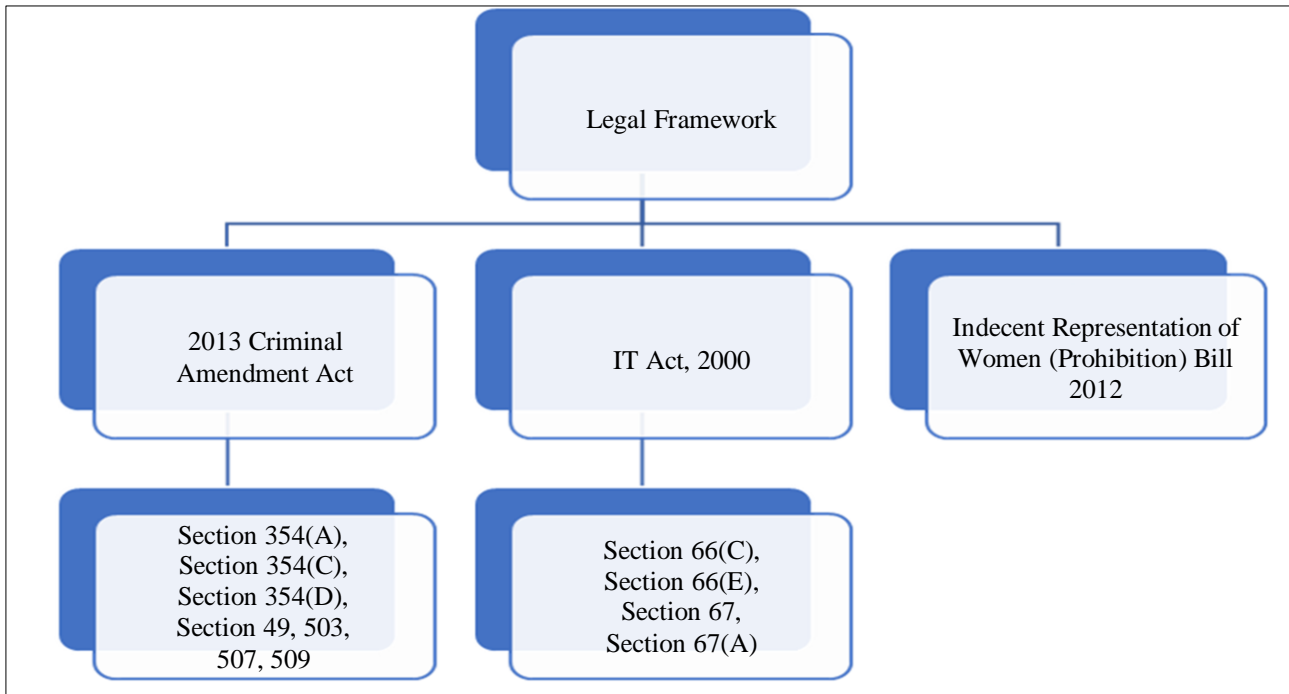 Legal Framework
2013 Criminal
Amendment Act
IT Act, 2000
Indecent Representation of
Women (Prohibition) Bill
2012
Section 354(A),
Section 354(C),
Section 354(D),
Section 49, 503,
507, 509
Section 66(C),
Section 66(E),
Section 67,
Section 67(A)